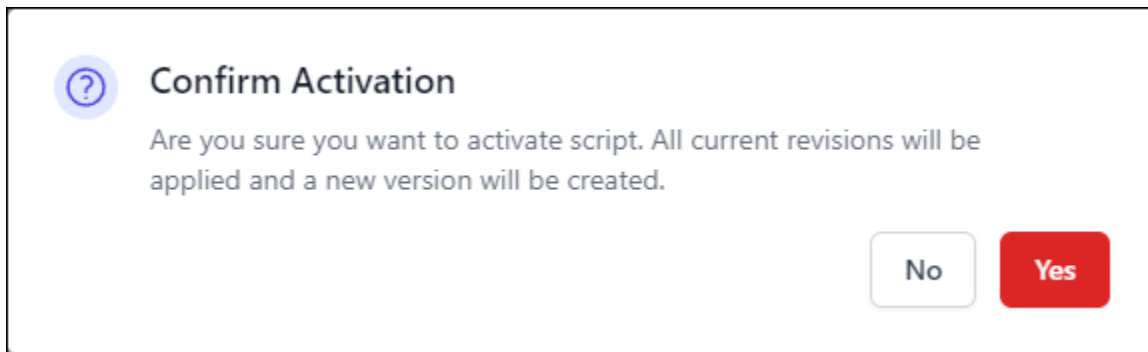 Confirm Activation
Are you sure you want to activate script. All current revisions will be
applied and a new version will be created.
No
Yes